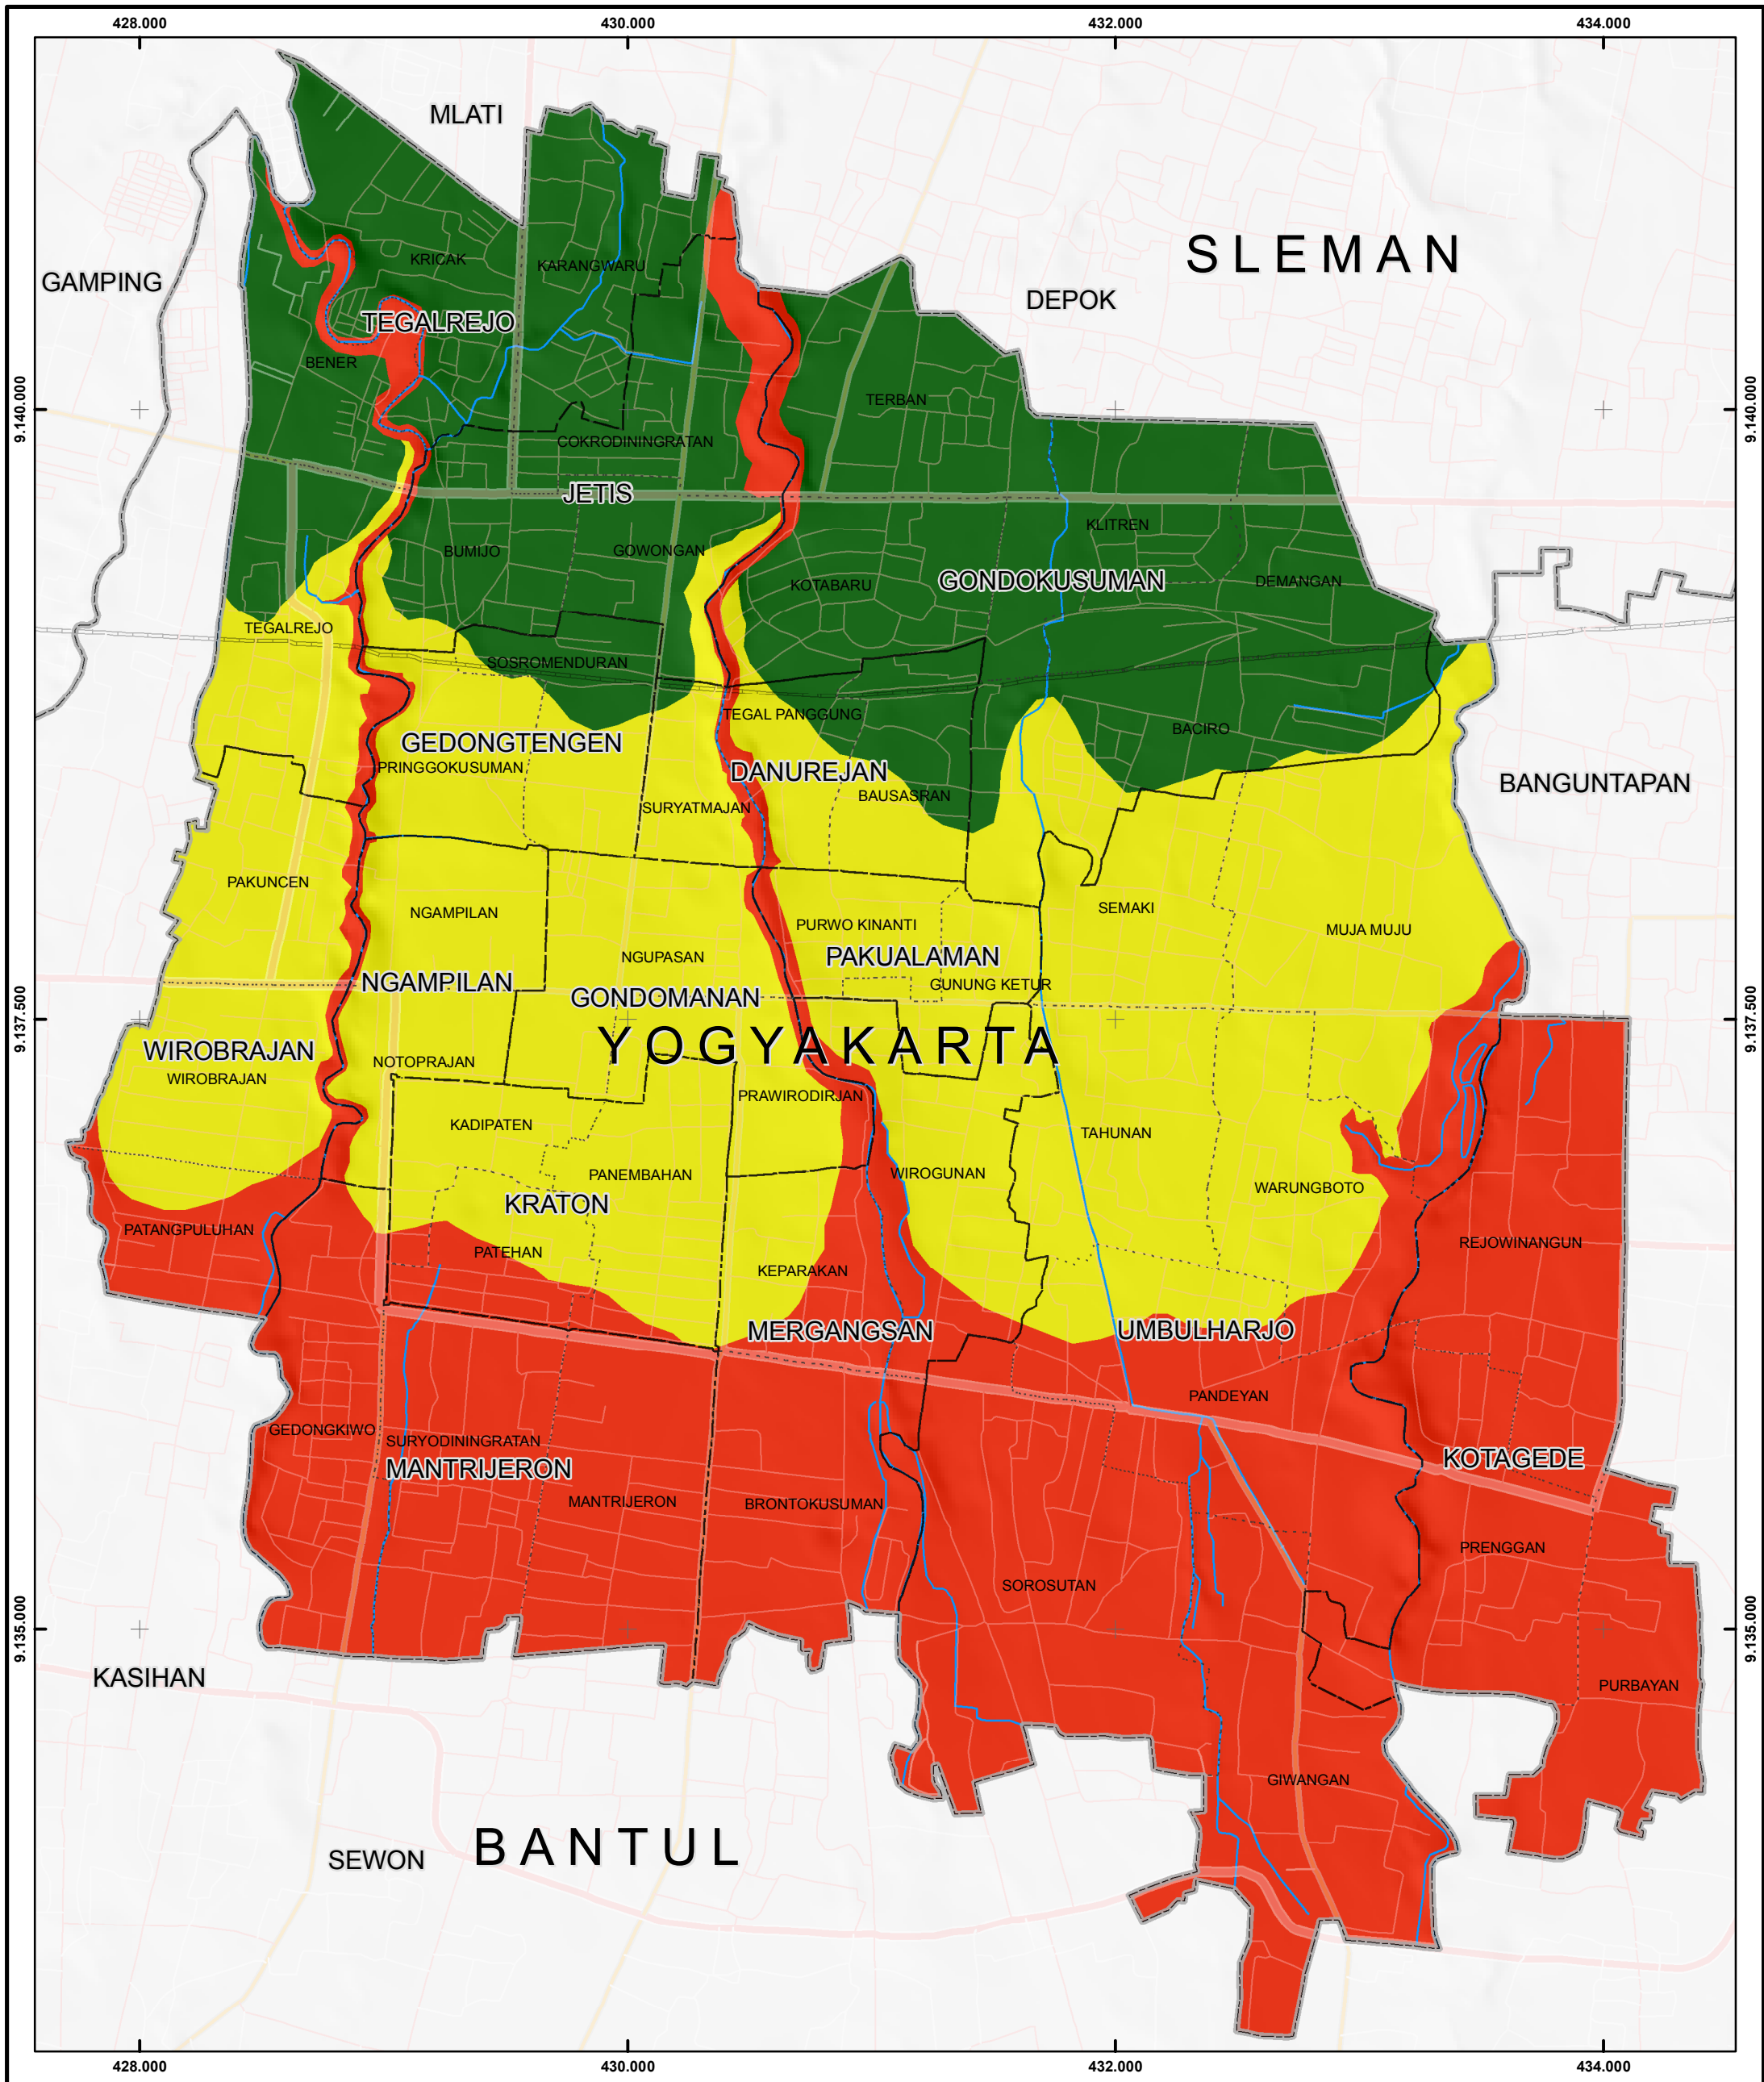 428.000
430.000
432.000
434.000
MLATI
SLEMAN
GAMPING
KRICAK
KARANGWARU
DEPOK
TEGALREJO
BENER
9.140.000
9.140.000
TERBAN
COKRODININGRATAN
JETIS
KLITREN
BUMIJO
GOWONGAN
KOTABARU
GONDOKUSUMAN
DEMANGAN
TEGALREJO
SOSROMENDURAN
TEGAL PANGGUNG
BACIRO
GEDONGTENGEN
PRINGGOKUSUMAN
DANUREJAN
BANGUNTAPAN
SURYATMAJAN
BAUSASRAN
PAKUNCEN
NGAMPILAN
SEMAKI
PURWO KINANTI
MUJA MUJU
NGUPASAN
PAKUALAMAN
NGAMPILAN
GUNUNG KETUR
GONDOMANAN
9.137.500
9.137.500
YOGYAKARTA
WIROBRAJAN
NOTOPRAJAN
WIROBRAJAN
PRAWIRODIRJAN
KADIPATEN
TAHUNAN
PANEMBAHAN
WIROGUNAN
WARUNGBOTO
KRATON
PATANGPULUHAN
REJOWINANGUN
PATEHAN
KEPARAKAN
MERGANGSAN
UMBULHARJO
PANDEYAN
GEDONGKIWO
SURYODININGRATAN
KOTAGEDE
MANTRIJERON
MANTRIJERON
BRONTOKUSUMAN
PRENGGAN
SOROSUTAN
9.135.000
9.135.000
KASIHAN
PURBAYAN
GIWANGAN
SEWON
BANTUL
428.000
430.000
432.000
434.000